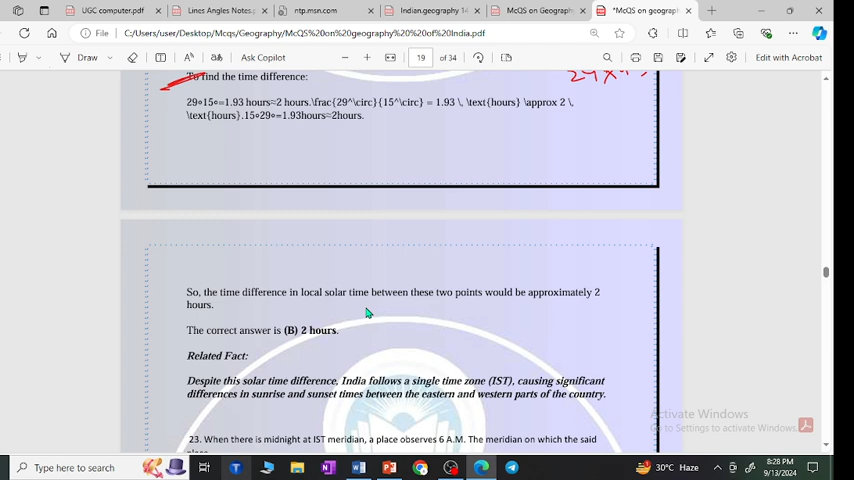 UGC computer.pdf
Lines Angles Notes.p
ntp.msn.com
Indian.geography 14
McQS on Geograph
*McQS on geograph
File
C:/Users/user/Desktop/Mcqs/Geography/McQS%20on%20geography%20%20of%20India.pdf
Draw
Ask Copilot
19 of 34
Edit with Acrobat
To find the time difference:
29∘15∘=1.93 hours≈2 hours.\frac{29^\circ}{15^\circ} = 1.93 \, \text{hours} \approx 2 \,
\text{hours}.15∘29∘=1.93hours≈2hours.
So, the time difference in local solar time between these two points would be approximately 2
hours.
The correct answer is (B) 2 hours.
Related Fact:
Despite this solar time difference, India follows a single time zone (IST), causing significant
differences in sunrise and sunset times between the eastern and western parts of the country.
23. When there is midnight at IST meridian, a place observes 6 A.M. The meridian on which the said
Activate Windows
Go to Settings to activate Windows.
Type here to search
30°C Haze
8:28 PM
9/13/2024